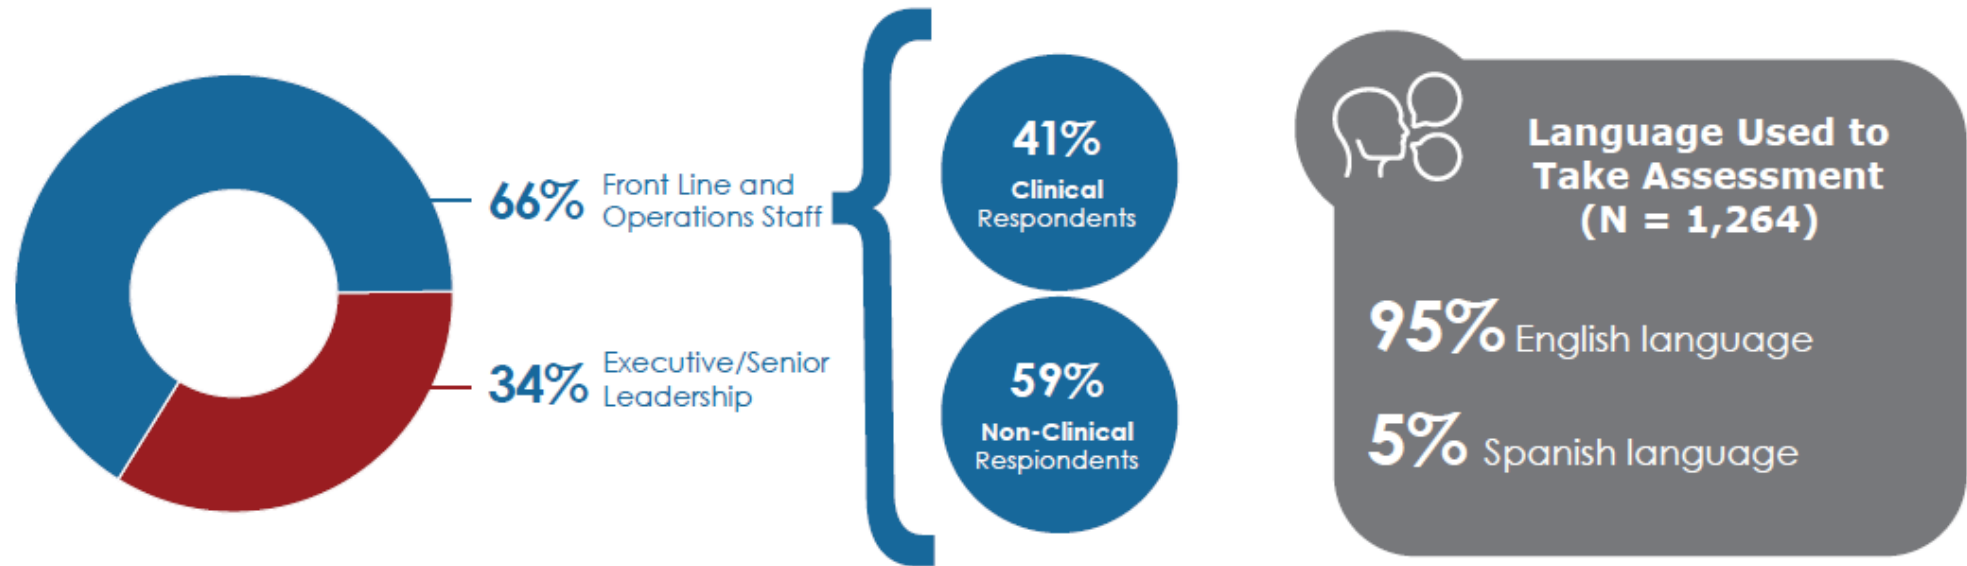 66% Front Line and
Operations Staff
34% Executive/Senior
Leadership
41%
Clinical
Respondents
59%
Non-Clinical
Respiondents
Language Used to
Take Assessment
(N = 1,264)
95% English language
5% Spanish language